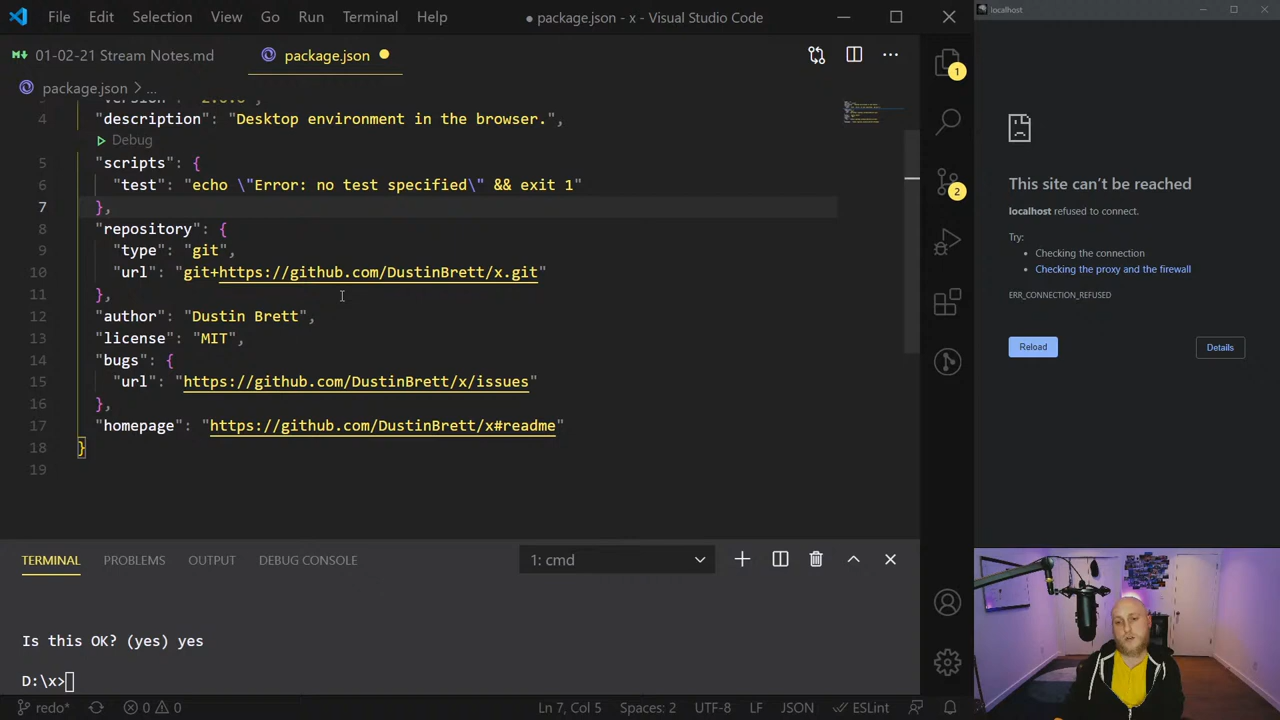 File Edit Selection View Go Run Terminal Help
● package.json - x - Visual Studio Code
01-02-21 Stream Notes.md
package.json
package.json > ...
4 "description": "Desktop environment in the browser.",
Debug
5 "scripts": {
6 "test": "echo \"Error: no test specified\" && exit 1"
7 },
8 "repository": {
9 "type": "git",
10 "url": "git+https://github.com/DustinBrett/x.git"
11 },
12 "author": "Dustin Brett",
13 "license": "MIT",
14 "bugs": {
15 "url": "https://github.com/DustinBrett/x/issues"
16 },
17 "homepage": "https://github.com/DustinBrett/x#readme"
18 }
19
TERMINAL PROBLEMS OUTPUT DEBUG CONSOLE
1: cmd
Is this OK? (yes) yes
D:\x>
redo* 0 0
Ln 7, Col 5 Spaces: 2 UTF-8 LF JSON ESLint
1
2
localhost
This site can't be reached
localhost refused to connect.
Try:
• Checking the connection
• Checking the proxy and the firewall
ERR_CONNECTION_REFUSED
Reload
Details